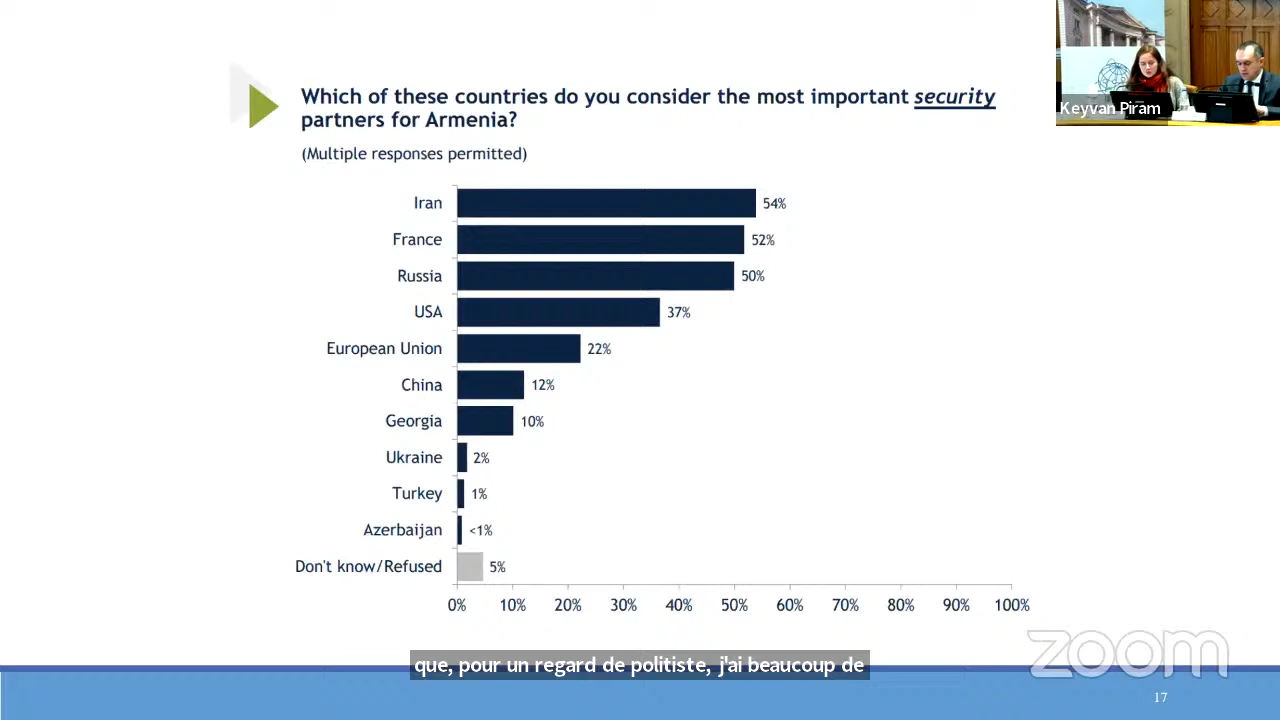 Which of these countries do you consider the most important security
partners for Armenia?
(Multiple responses permitted)
Keyvan Piram
Iran 54%
France 52%
Russia 50%
USA 37%
European Union 22%
China 12%
Georgia 10%
Ukraine 2%
Turkey 1%
Azerbaijan <1%
Don't know/Refused 5%
0% 10% 20% 30% 40% 50% 60% 70% 80% 90% 100%
zoom
que, pour un regard de politiste, j'ai beaucoup de
17